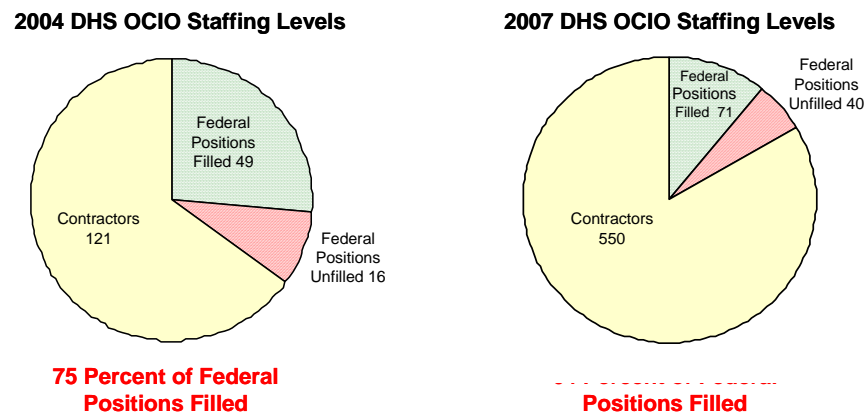 2004 DHS OCIO Staffing Levels
Federal
Positions
Filled 49
Contractors
121
Federal
Positions
Unfilled 16
75 Percent of Federal
Positions Filled
2007 DHS OCIO Staffing Levels
Federal
Positions
Filled 71
Federal
Positions
Unfilled 40
Contractors
550
Positions Filled